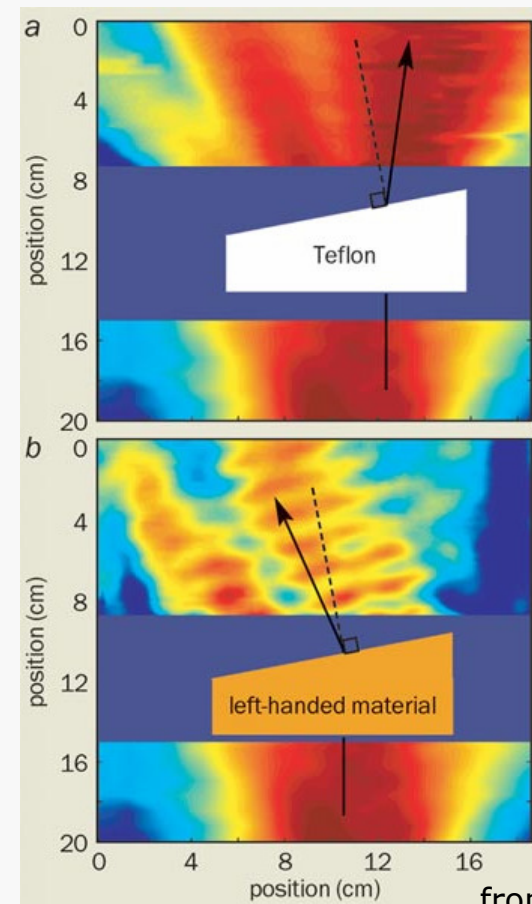 a
0
4
8
12
16
20
position (cm)
Teflon
b
0
4
8
12
16
20
position (cm)
left-handed material
0 4 8 12 16
position (cm)
from